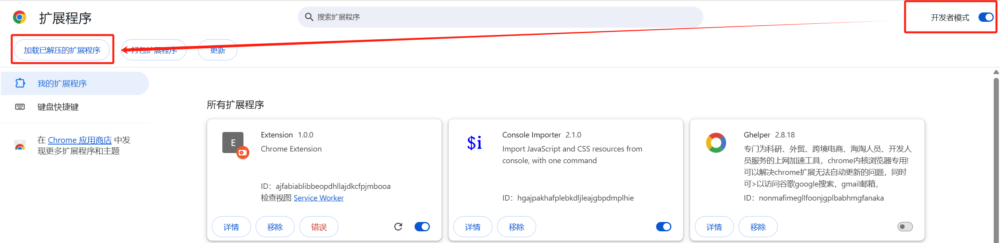 扩展程序
搜索扩展程序
开发者模式
加载已解压的扩展程序
打包扩展程序
更新
我的扩展程序
键盘快捷键
在 Chrome 应用商店 中发
现更多扩展程序和主题
所有扩展程序
E
Extension 1.0.0
Chrome Extension
ID：ajfabiablibbeopdhllajdkcfpjmbooa
检查视图 Service Worker
详情
移除
错误
$i
Console Importer 2.1.0
Import JavaScript and CSS resources from
console, with one command
ID：hgajpakhafplebkdljleajgbpdmplhie
详情
移除
Ghelper 2.8.18
专门为科研、外贸、跨境电商、海淘人员、开发人
员服务的上网加速工具，chrome内核浏览器专用!
可以解决chrome扩展无法自动更新的问题，同时
可>以访问谷歌google搜索，gmail邮箱，
ID：nonmafimegllfoonjgplbabhmgfanaka
详情
移除